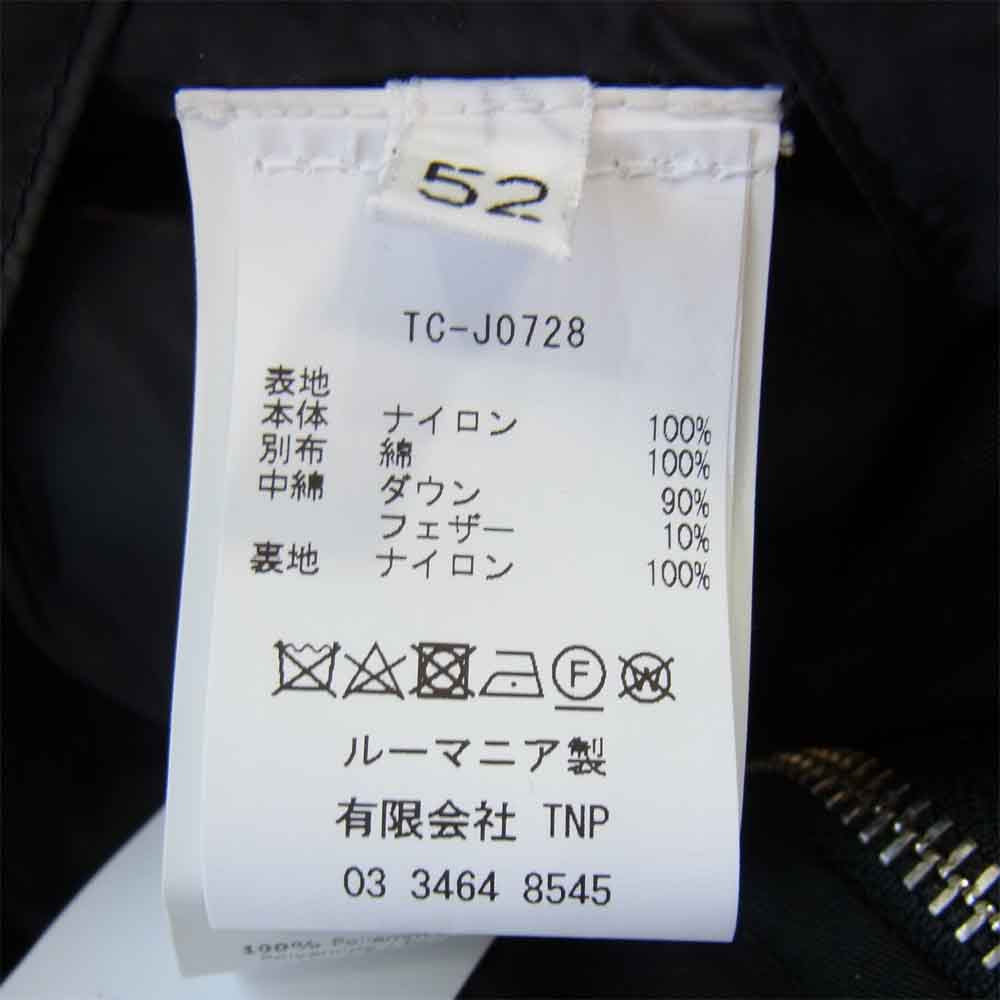 52
TC-J0728
表地
本体 ナイロン 100%
別布 綿 100%
中綿 ダウン 90%
フェザー 10%
裏地 ナイロン 100%
F
W
ルーマニア製
有限会社 TNP
03 3464 8545
100%